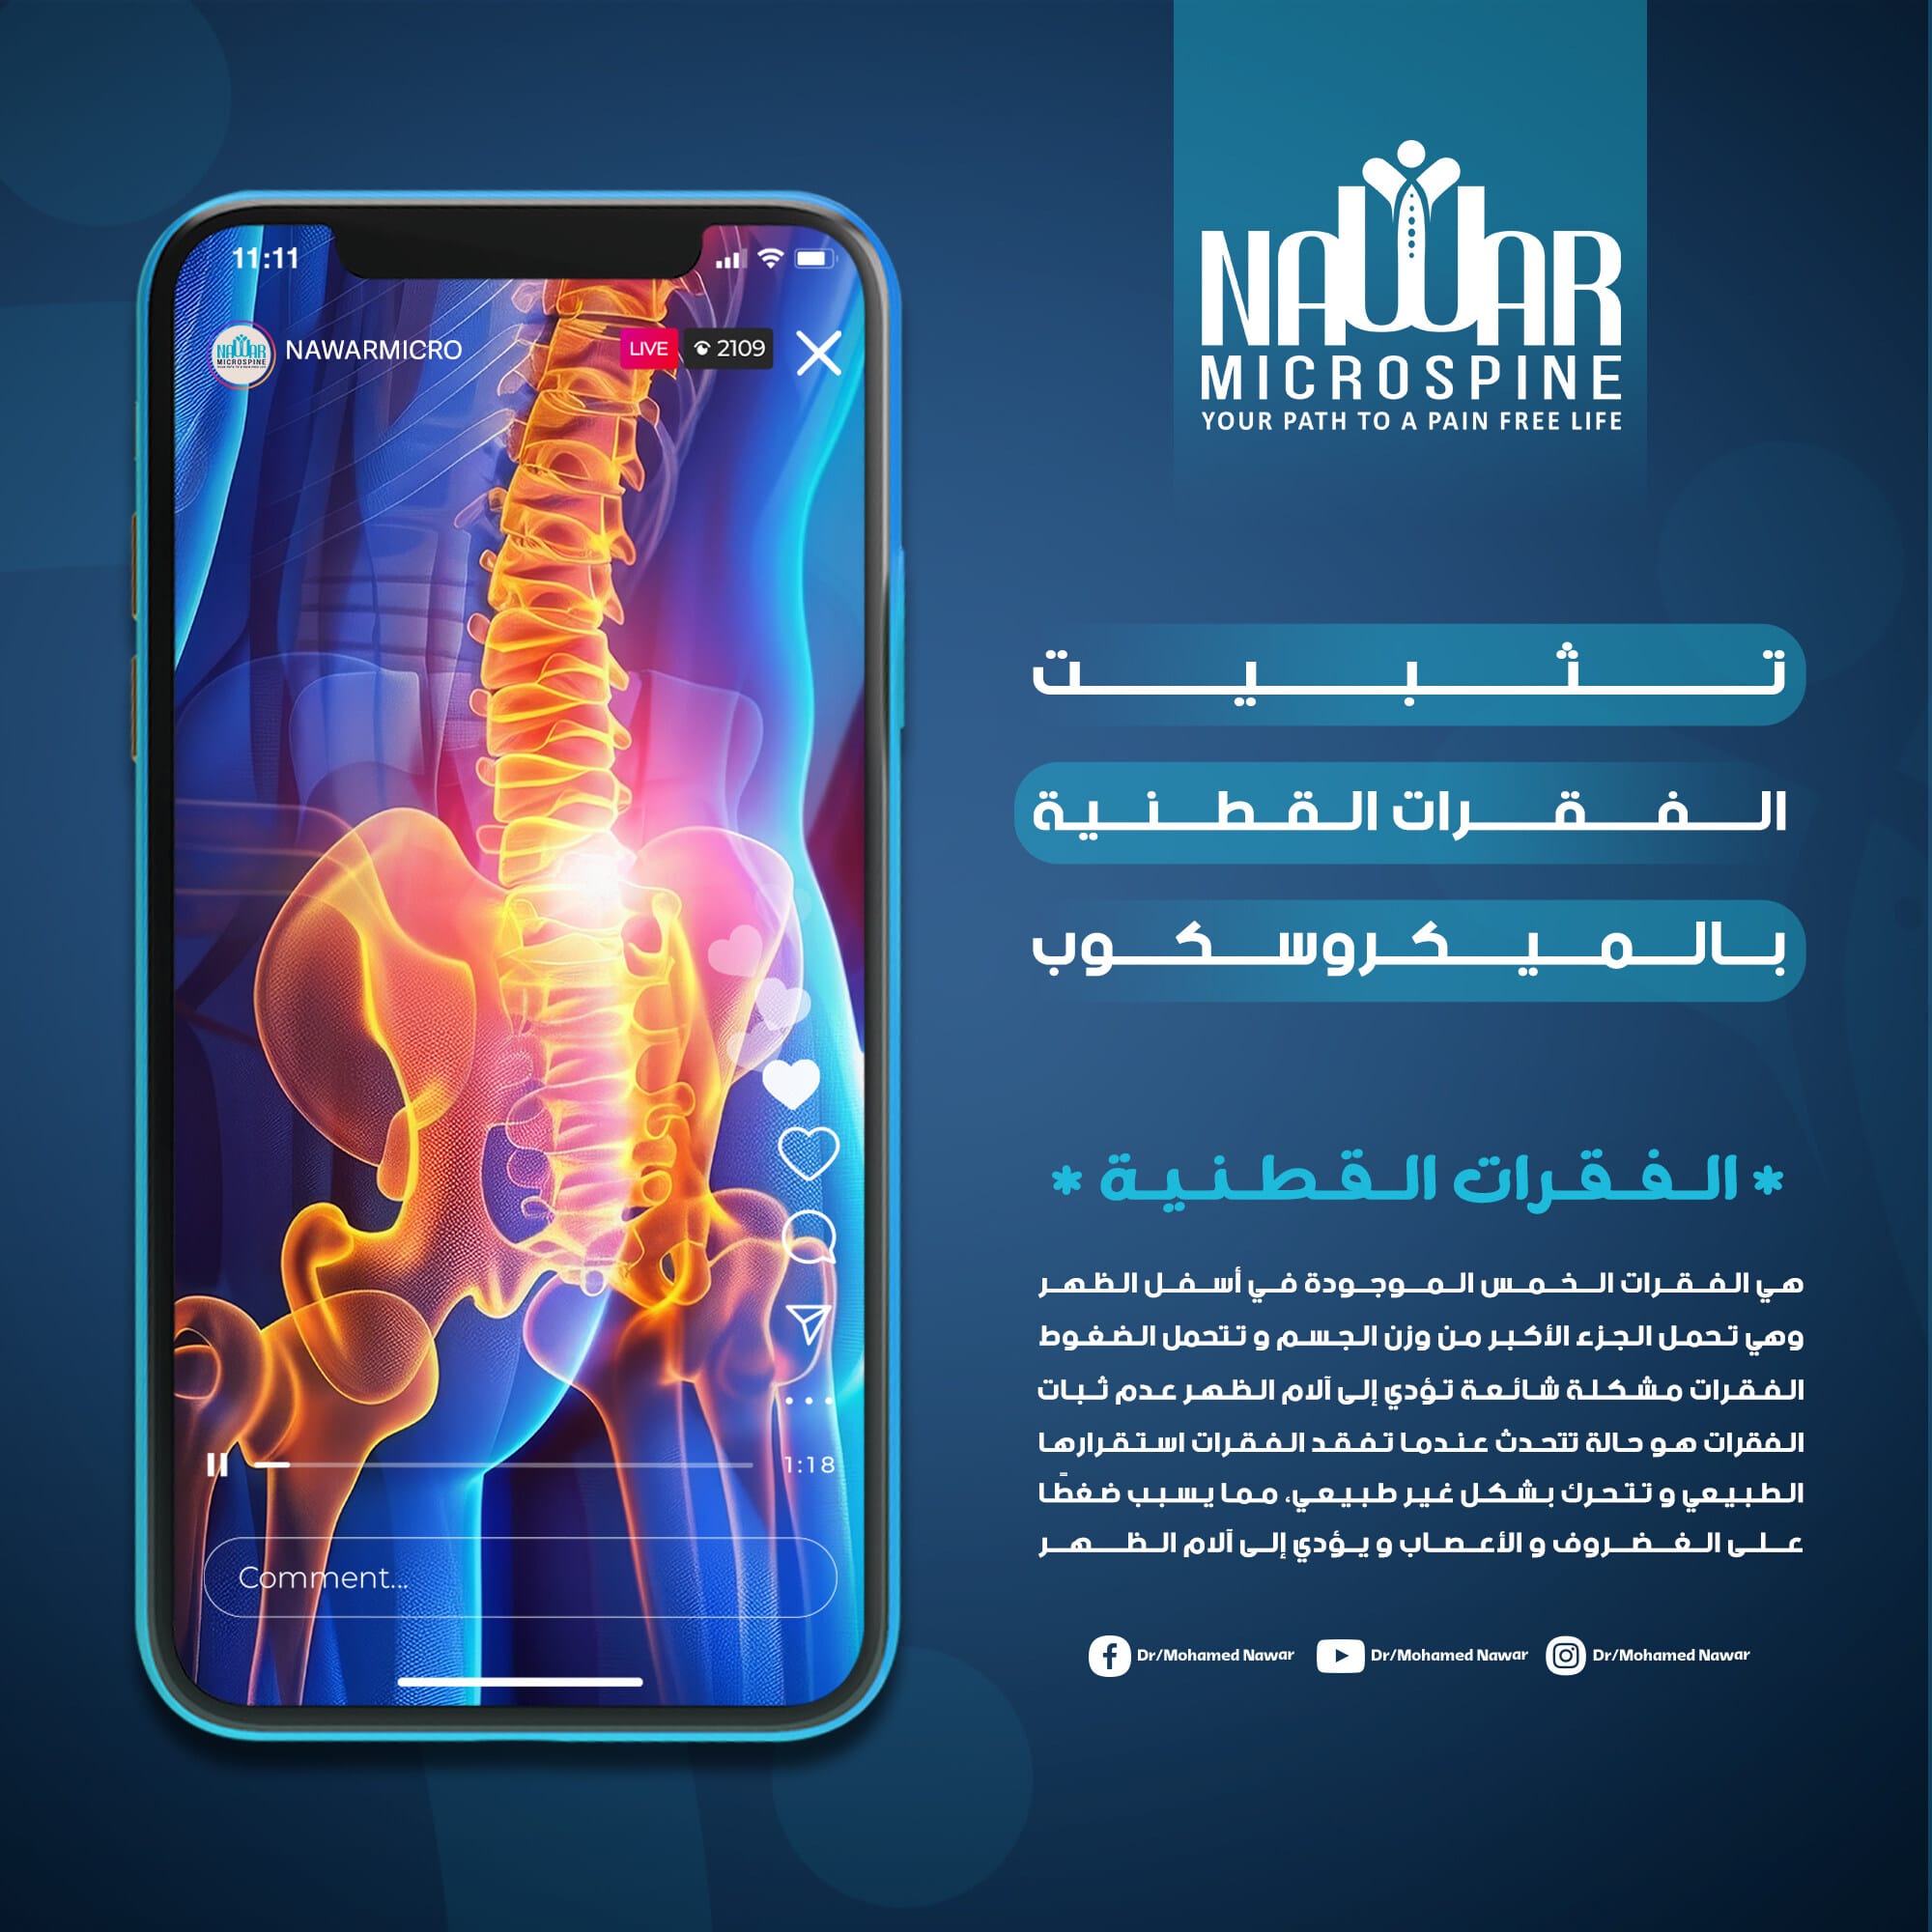 NAWAR
MICROSPINE
YOUR PATH TO A PAIN FREE LIFE
تثبيت
الفقرات القطنية
بالميكروسكوب
* الفقرات القطنية *
هي الفقرات الخمس الموجودة في أسفل الظهر
وهي تحمل الجزء الأكبر من وزن الجسم و تتحمل الضغوط
الفقرات مشكلة شائعة تؤدي إلى آلام الظهر عدم ثبات
الفقرات هو حالة تتحدث عندما تفقد الفقرات استقرارها
الطبيعي و تتحرك بشكل غير طبيعي، مما يسبب ضغطًا
على الغضروف و الأعصاب و يؤدي إلى آلام الظهر
Dr/Mohamed Nawar
Dr/Mohamed Nawar
Dr/Mohamed Nawar
11:11
NAWAR
MICROSPINE
NAWARMICRO
LIVE
2109
1:18
Comment...